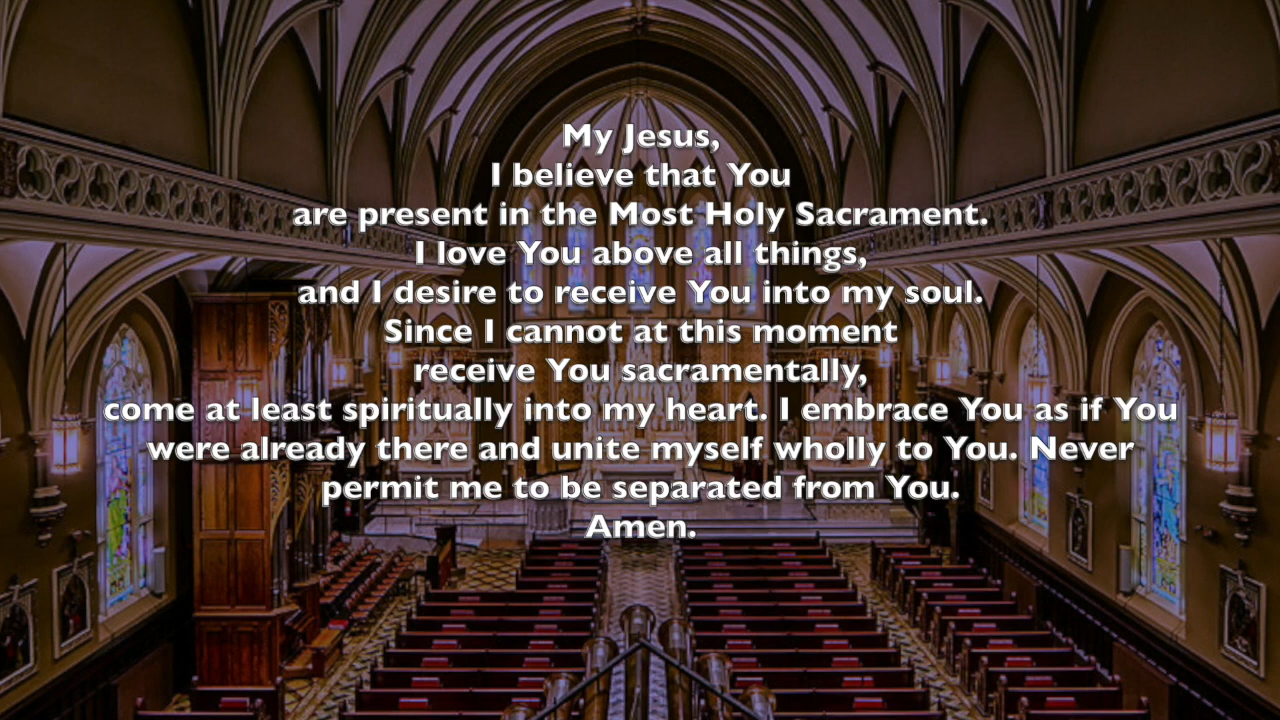 My Jesus,
I believe that You
are present in the Most Holy Sacrament.
I love You above all things,
and I desire to receive You into my soul.
Since I cannot at this moment
receive You sacramentally,
come at least spiritually into my heart. I embrace You as if You
were already there and unite myself wholly to You. Never
permit me to be separated from You.
Amen.